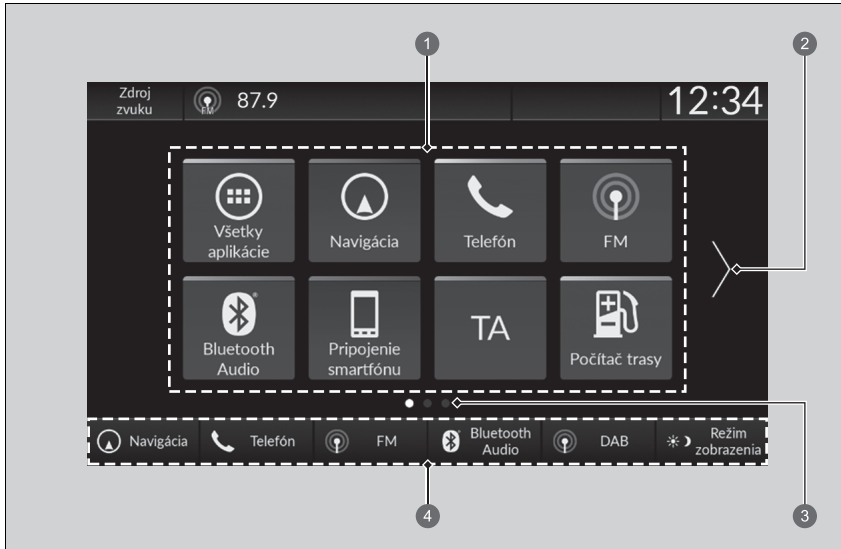 1
2
Zdroj
zvuku
FM
87.9
12:34
Všetky
aplikácie
Navigácia
Telefón
FM
Bluetooth
Audio
Pripojenie
smartfónu
TA
Počítač trasy
Navigácia
Telefón
FM
Bluetooth
Audio
DAB
Režim
zobrazenia
4
3